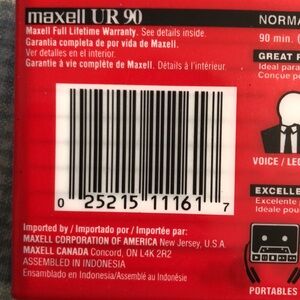 maxell UR 90
Maxell Full Lifetime Warranty. See details inside.
Garantía completa de por vida de Maxell.
Ver detalles en el interior.
Garantie à vie complète de Maxell. Détails à l'intérieur.
0 25215 11161 7
Imported by / Importado por / Importé par:
MAXELL CORPORATION OF AMERICA New Jersey, U.S.A.
MAXELL CANADA Concord, ON L4K 2R2
ASSEMBLED IN INDONESIA
Ensamblado en Indonesia/Assemblé au Indonésie
NORMA
90 min. (
GREAT F
Ideal para
Conçue po
VOICE / LEC
EXCELLE
Excelente
Idéale pou
PORTABLES